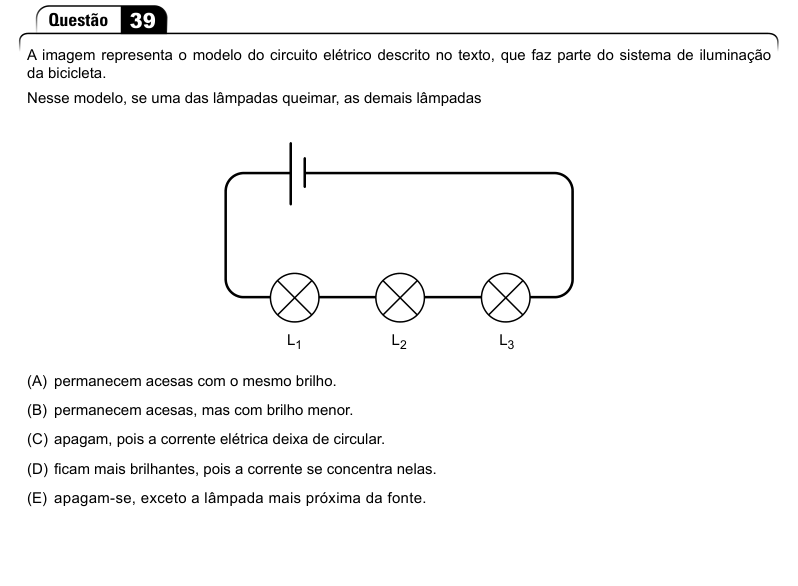 Questão 39
A imagem representa o modelo do circuito elétrico descrito no texto, que faz parte do sistema de iluminação
da bicicleta.
Nesse modelo, se uma das lâmpadas queimar, as demais lâmpadas
L1 L2 L3
(A) permanecem acesas com o mesmo brilho.
(B) permanecem acesas, mas com brilho menor.
(C) apagam, pois a corrente elétrica deixa de circular.
(D) ficam mais brilhantes, pois a corrente se concentra nelas.
(E) apagam-se, exceto a lâmpada mais próxima da fonte.